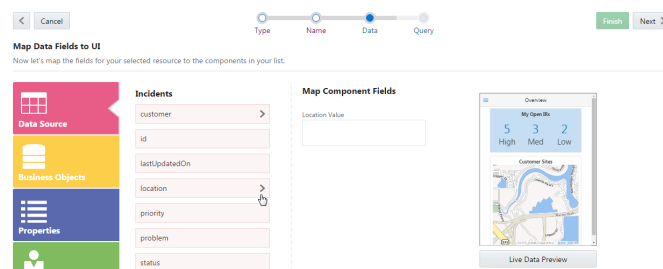 Cancel
Type
Name
Data
Query
Finish
Next
Map Data Fields to UI
Now let's map the fields for your selected resource to the components in your list.
Data Source
Business Objects
Properties
Incidents
customer
id
lastUpdatedOn
location
priority
problem
status
Map Component Fields
Location Value
Overview
My Open IRs
5 3 2
High Med Low
Customer Sites
Live Data Preview